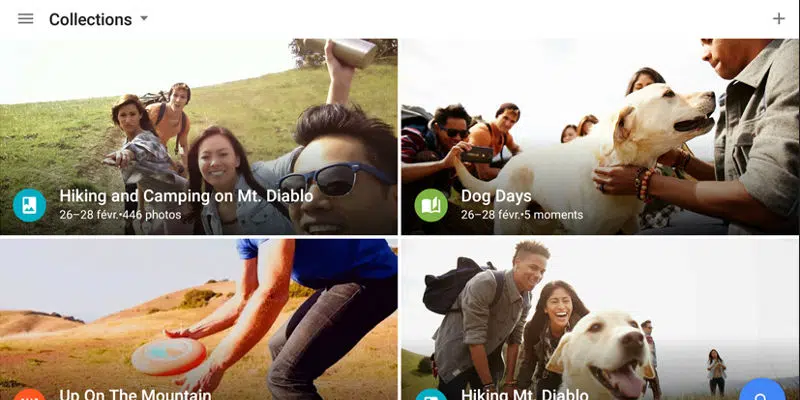 Collections
Hiking and Camping on Mt. Diablo
26–28 févr.•446 photos
Dog Days
26–28 févr.•5 moments
Up On The Mountain
Hiking Mt. Diablo